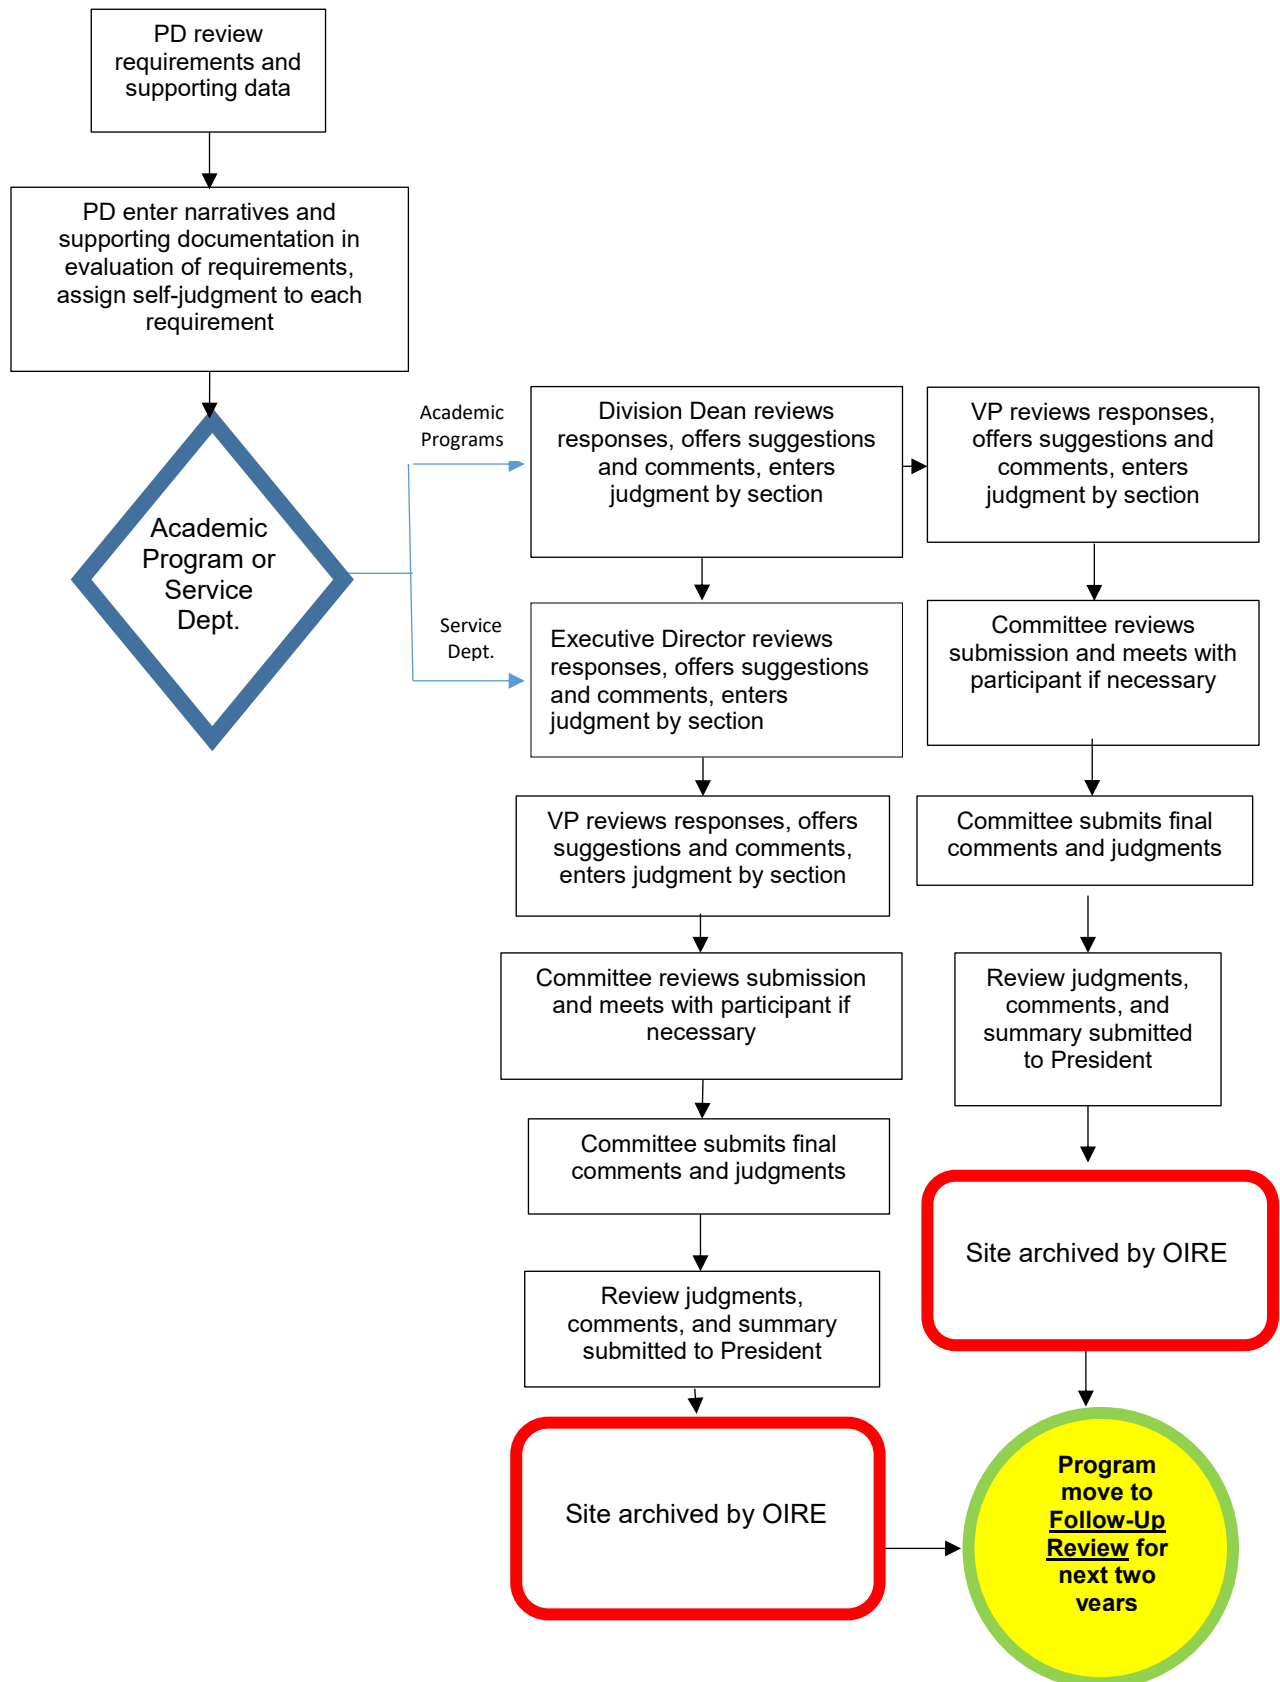 PD review
requirements and
supporting data
PD enter narratives and
supporting documentation in
evaluation of requirements,
assign self-judgment to each
requirement
Academic
Program or
Service
Dept.
Academic
Programs
Service
Dept.
Division Dean reviews
responses, offers suggestions
and comments, enters
judgment by section
VP reviews responses,
offers suggestions and
comments, enters
judgment by section
Executive Director reviews
responses, offers suggestions
and comments, enters
judgment by section
Committee reviews
submission and meets with
participant if necessary
VP reviews responses, offers
suggestions and comments,
enters judgment by section
Committee submits final
comments and judgments
Committee reviews submission
and meets with participant if
necessary
Review judgments,
comments, and
summary submitted
to President
Committee submits final
comments and judgments
Site archived by OIRE
Review judgments,
comments, and summary
submitted to President
Site archived by OIRE
Program
move to
Follow-Up
Review for
next two
years